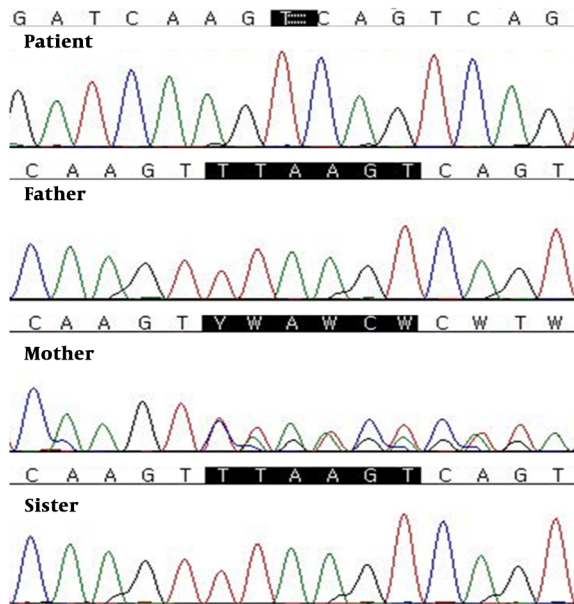 G A T C A A G T C A G T C A G
Patient
C A A G T T T A A G T C A G T
Father
C A A G T Y W A W C W C W T W
Mother
C A A G T T T A A G T C A G T
Sister